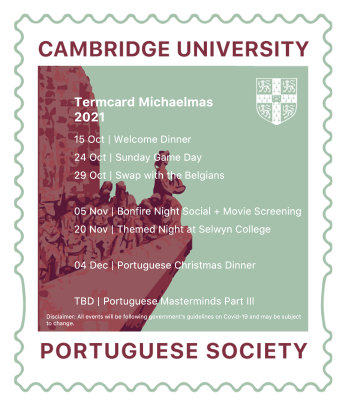 CAMBRIDGE UNIVERSITY
Termcard Michaelmas
2021
15 Oct | Welcome Dinner
24 Oct | Sunday Game Day
29 Oct | Swap with the Belgians
05 Nov | Bonfire Night Social + Movie Screening
20 Nov | Themed Night at Selwyn College
04 Dec | Portuguese Christmas Dinner
TBD | Portuguese Masterminds Part III
Disclaimer: All events will be following government's guidelines on Covid-19 and may be subject
to change.
PORTUGUESE SOCIETY